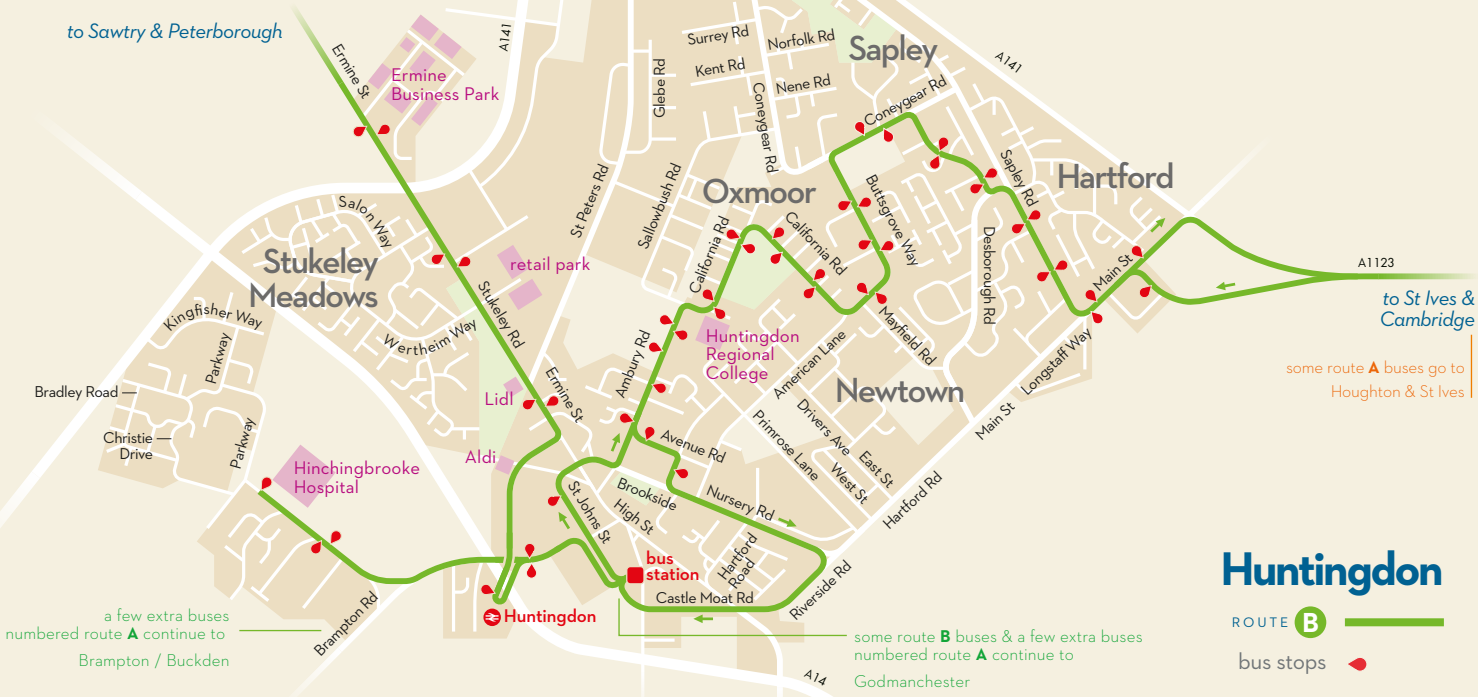 to Sawtry & Peterborough
Ermine St
Ermine
Business Park
A141
Surrey Rd
Norfolk Rd
Kent Rd
Nene Rd
Glebe Rd
Coneygear Rd
Sapley
A141
Coneygear Rd
St Peters Rd
Sallowbush Rd
Oxmoor
Buttsgrove Way
Sapley Rd
Hartford
Salon Way
Stukeley
Meadows
retail park
California Rd
California Rd
Desborough Rd
Main St
A1123
to St Ives &
Cambridge
some route A buses go to
Houghton & St Ives
Kingfisher Way
Parkway
Wertheim Way
Stukeley Rd
Ambury Rd
Huntingdon
Regional
College
American Lane
Mayfield Rd
Longstaff Way
Newtown
Bradley Road
Lidl
Ermine St
Christie
Drive
Parkway
Aldi
Avenue Rd
Primrose Lane
Drivers Ave
East St
West St
Main St
Hinchingbrooke
Hospital
St Johns St
Brookside
High St
Nursery Rd
Hartford Rd
Hartford
Road
bus
station
Castle Moat Rd
Riverside Rd
Huntingdon
Brampton Rd
a few extra buses
numbered route A continue to
Brampton / Buckden
some route B buses & a few extra buses
numbered route A continue to
Godmanchester
A14
Huntingdon
ROUTE B
bus stops